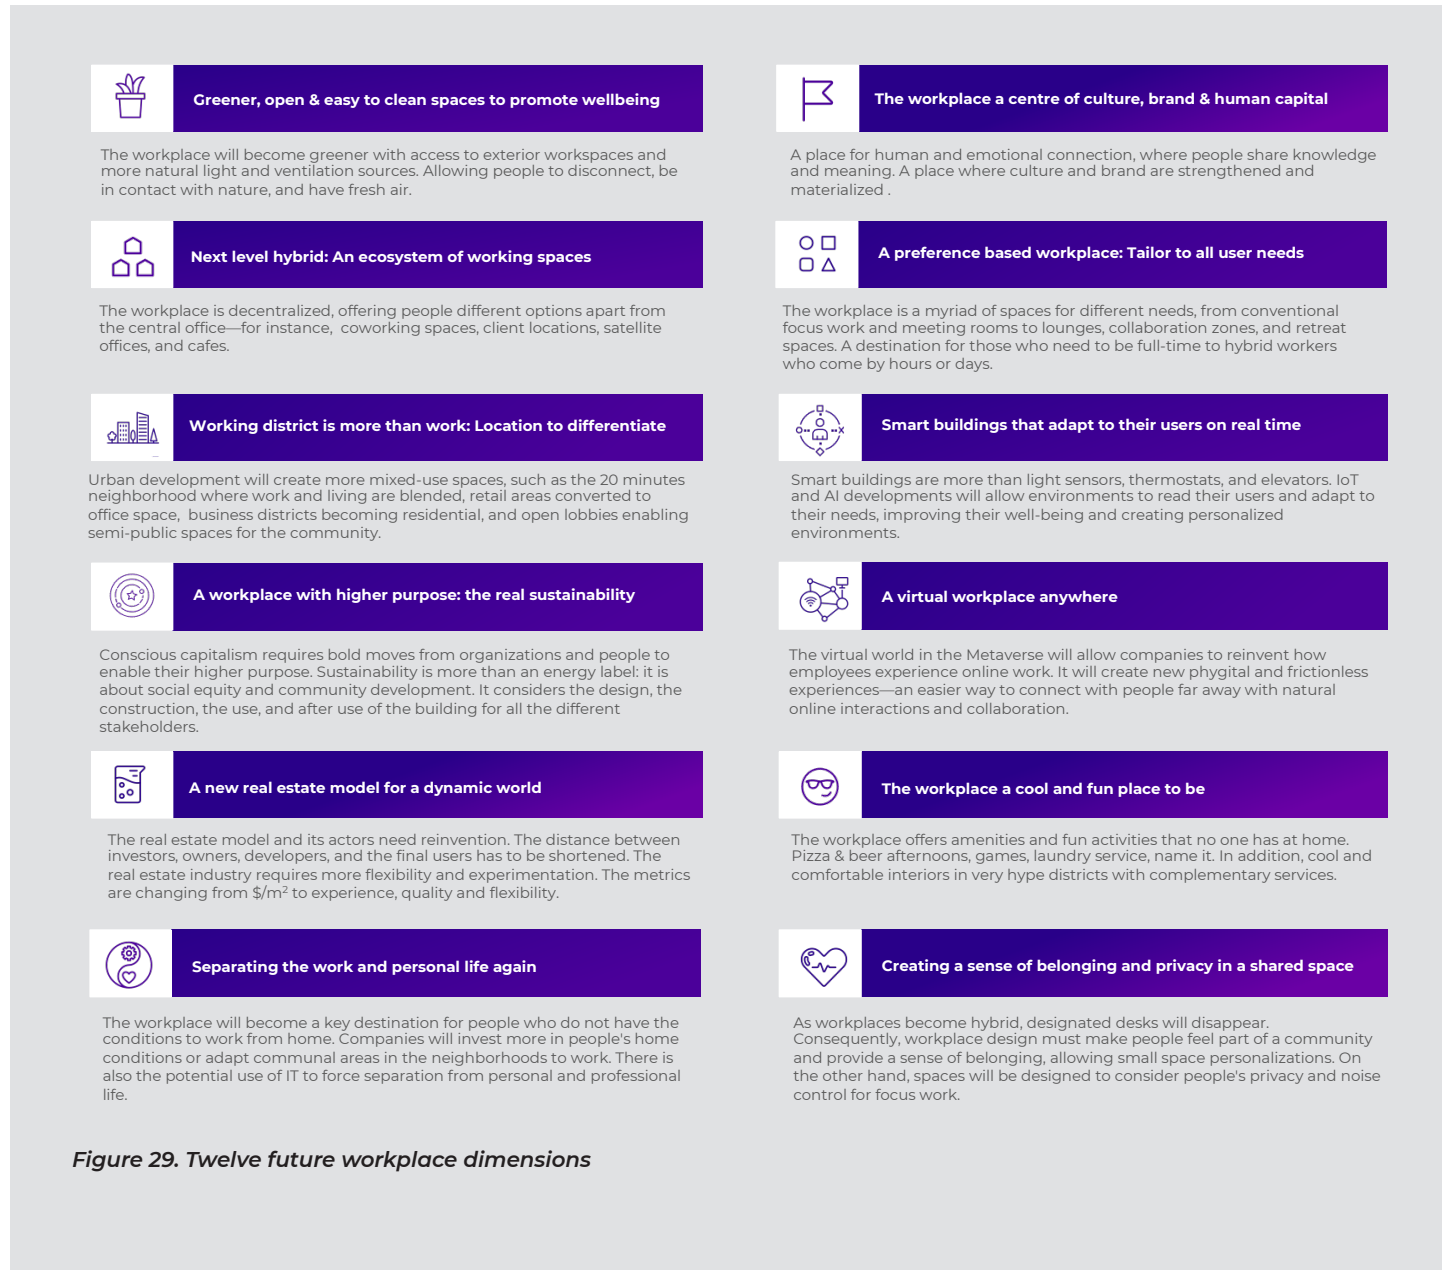 Greener, open & easy to clean spaces to promote wellbeing
The workplace will become greener with access to exterior workspaces and
more natural light and ventilation sources. Allowing people to disconnect, be
in contact with nature, and have fresh air.
Next level hybrid: An ecosystem of working spaces
The workplace is decentralized, offering people different options apart from
the central office—for instance,  coworking spaces, client locations, satellite
offices, and cafes.
Working district is more than work: Location to differentiate
Urban development will create more mixed-use spaces, such as the 20 minutes
neighborhood where work and living are blended, retail areas converted to
office space,  business districts becoming residential, and open lobbies enabling
semi-public spaces for the community.
A workplace with higher purpose: the real sustainability
Conscious capitalism requires bold moves from organizations and people to
enable their higher purpose. Sustainability is more than an energy label: it is
about social equity and community development. It considers the design, the
construction, the use, and after use of the building for all the different
stakeholders.
A new real estate model for a dynamic world
The real estate model and its actors need reinvention. The distance between
investors, owners, developers, and the final users has to be shortened. The
real estate industry requires more flexibility and experimentation. The metrics
are changing from $/m² to experience, quality and flexibility.
Separating the work and personal life again
The workplace will become a key destination for people who do not have the
conditions to work from home. Companies will invest more in people's home
conditions or adapt communal areas in the neighborhoods to work. There is
also the potential use of IT to force separation from personal and professional
life.
The workplace a centre of culture, brand & human capital
A place for human and emotional connection, where people share knowledge
and meaning. A place where culture and brand are strengthened and
materialized .
A preference based workplace: Tailor to all user needs
The workplace is a myriad of spaces for different needs, from conventional
focus work and meeting rooms to lounges, collaboration zones, and retreat
spaces. A destination for those who need to be full-time to hybrid workers
who come by hours or days.
Smart buildings that adapt to their users on real time
Smart buildings are more than light sensors, thermostats, and elevators. IoT
and AI developments will allow environments to read their users and adapt to
their needs, improving their well-being and creating personalized
environments.
A virtual workplace anywhere
The virtual world in the Metaverse will allow companies to reinvent how
employees experience online work. It will create new phygital and frictionless
experiences—an easier way to connect with people far away with natural
online interactions and collaboration.
The workplace a cool and fun place to be
The workplace offers amenities and fun activities that no one has at home.
Pizza & beer afternoons, games, laundry service, name it. In addition, cool and
comfortable interiors in very hype districts with complementary services.
Creating a sense of belonging and privacy in a shared space
As workplaces become hybrid, designated desks will disappear.
Consequently, workplace design must make people feel part of a community
and provide a sense of belonging, allowing small space personalizations. On
the other hand, spaces will be designed to consider people's privacy and noise
control for focus work.
Figure 29. Twelve future workplace dimensions